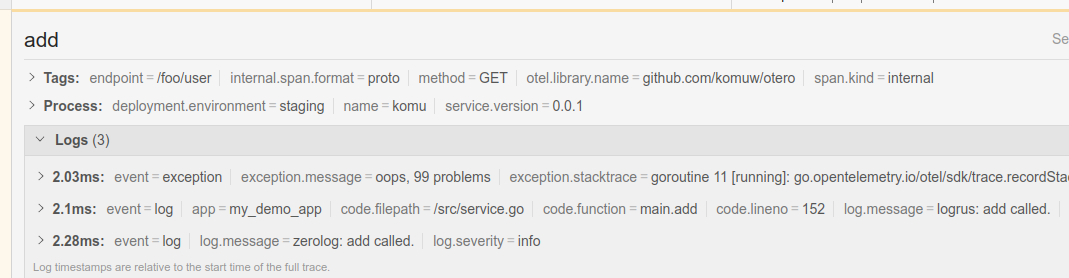 add
Se
Tags: endpoint = /foo/user internal.span.format = proto method = GET otel.library.name = github.com/komuw/otero span.kind = internal
Process: deployment.environment = staging name = komu service.version = 0.0.1
Logs (3)
2.03ms: event = exception exception.message = oops, 99 problems exception.stacktrace = goroutine 11 [running]: go.opentelemetry.io/otel/sdk/trace.recordSta
2.1ms: event = log app = my_demo_app code.filepath = /src/service.go code.function = main.add code.lineno = 152 log.message = logrus: add called.
2.28ms: event = log log.message = zerolog: add called. log.severity = info
Log timestamps are relative to the start time of the full trace.